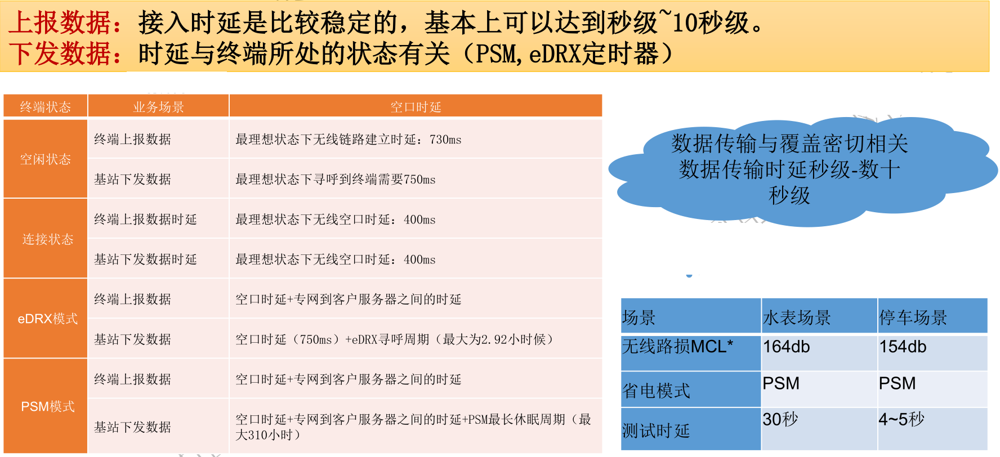 上报数据：接入时延是比较稳定的，基本上可以达到秒级~10秒级。
下发数据：时延与终端所处的状态有关（PSM,eDRX定时器）
终端状态 业务场景 空口时延
空闲状态
终端上报数据 最理想状态下无线链路建立时延：730ms
基站下发数据 最理想状态下寻呼到终端需要750ms
连接状态
终端上报数据时延 最理想状态下无线空口时延：400ms
基站下发数据时延 最理想状态下无线空口时延：400ms
eDRX模式
终端上报数据 空口时延+专网到客户服务器之间的时延
基站下发数据 空口时延（750ms）+eDRX寻呼周期（最大为2.92小时候）
PSM模式
终端上报数据 空口时延+专网到客户服务器之间的时延
基站下发数据 空口时延+专网到客户服务器之间的时延+PSM最长休眠周期（最
大310小时）
数据传输与覆盖密切相关
数据传输时延秒级-数十
秒级
场景 水表场景 停车场景
无线路损MCL* 164db 154db
省电模式 PSM PSM
测试时延 30秒 4~5秒